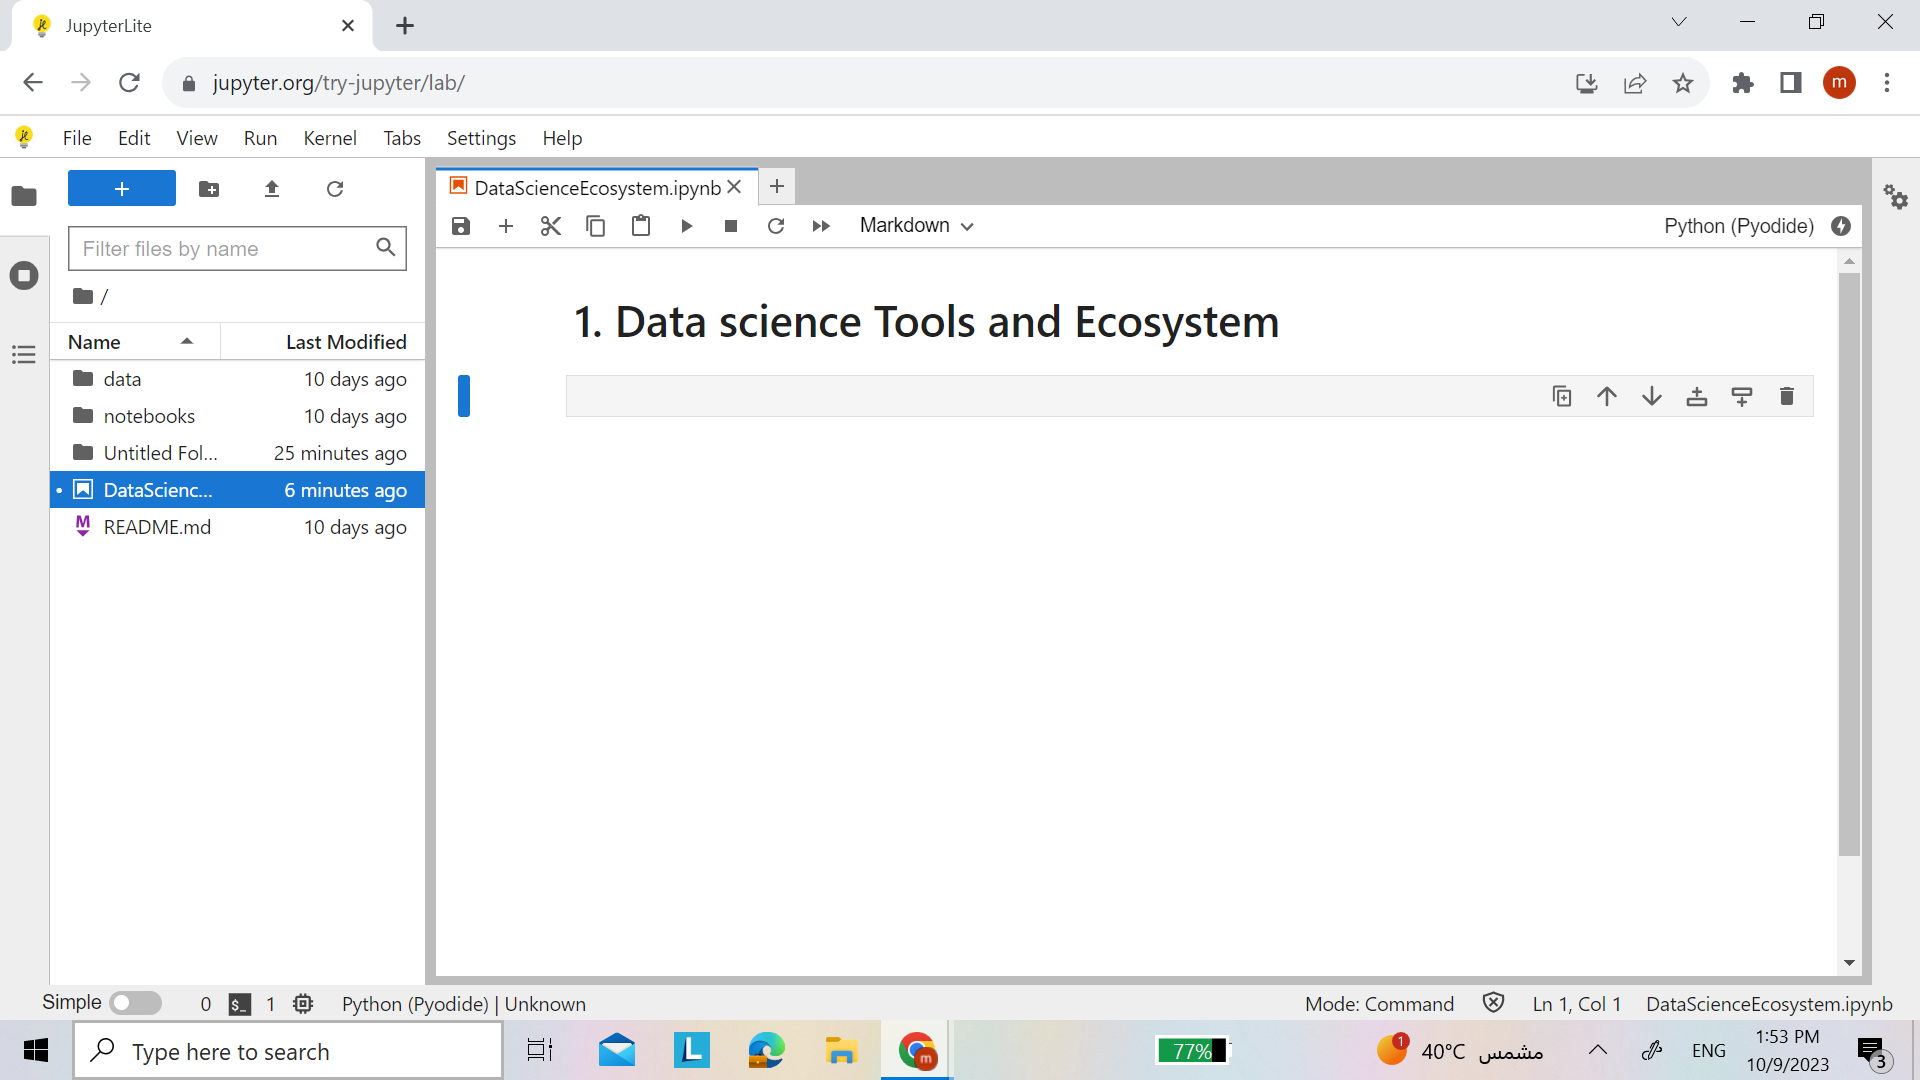 JupyterLite
jupyter.org/try-jupyter/lab/
m
File Edit View Run Kernel Tabs Settings Help
DataScienceEcosystem.ipynb
Markdown
Python (Pyodide)
Filter files by name
/
Name Last Modified
data 10 days ago
notebooks 10 days ago
Untitled Fol... 25 minutes ago
DataScienc... 6 minutes ago
README.md 10 days ago
1. Data science Tools and Ecosystem
Simple 0 $_ 1 Python (Pyodide) | Unknown
Mode: Command Ln 1, Col 1 DataScienceEcosystem.ipynb
Type here to search
L
m
77%
1
40°C مشمس
ENG
1:53 PM
10/9/2023
3